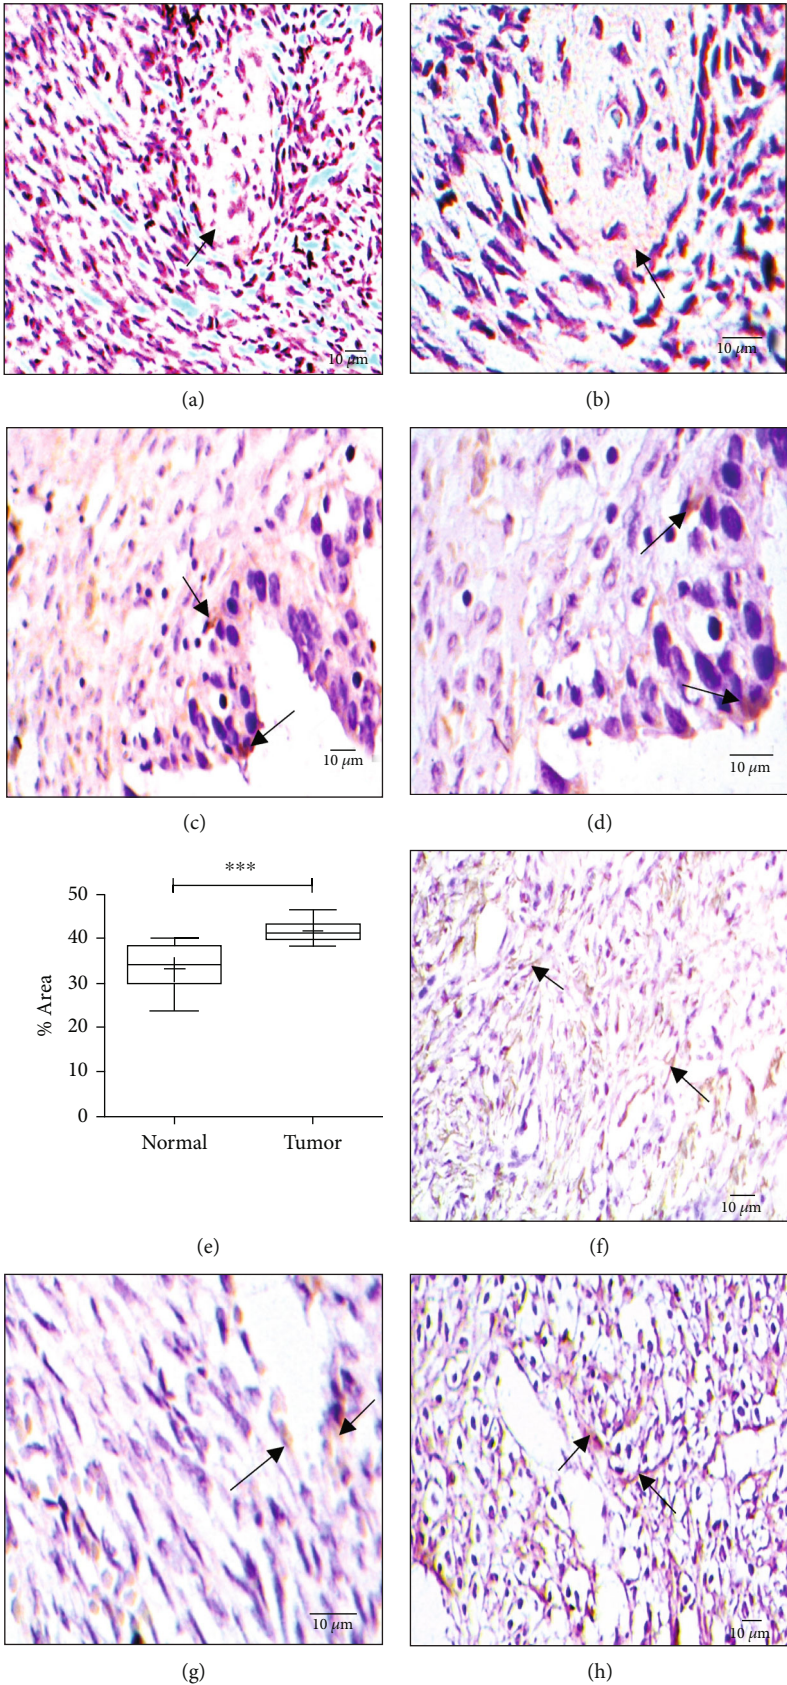 10 μm
10 μm
(a)
(b)
10 μm
10 μm
(c)
(d)
***
50
40
30
20
10
0
% Area
Normal
Tumor
10 μm
(e)
(f)
10 μm
10 μm
(g)
(h)